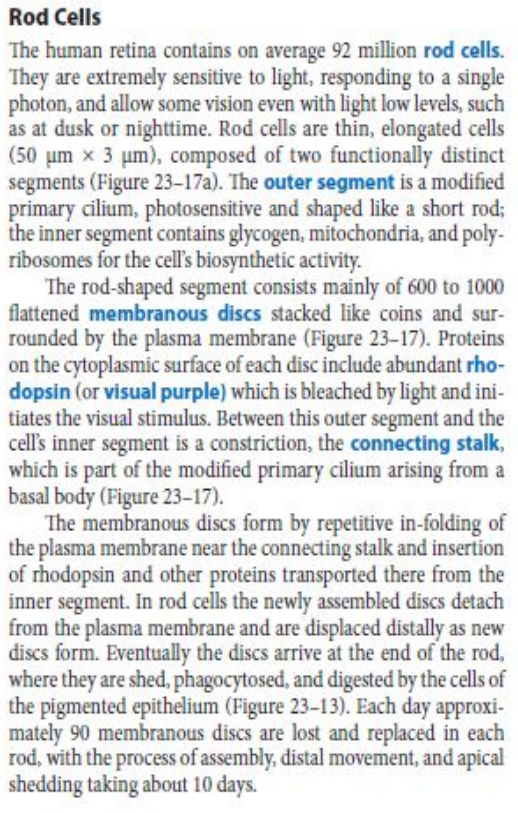 Rod Cells
The human retina contains on average 92 million rod cells.
They are extremely sensitive to light, responding to a single
photon, and allow some vision even with light low levels, such
as at dusk or nighttime. Rod cells are thin, elongated cells
(50 μm × 3 μm), composed of two functionally distinct
segments (Figure 23–17a). The outer segment is a modified
primary cilium, photosensitive and shaped like a short rod;
the inner segment contains glycogen, mitochondria, and poly-
ribosomes for the cell's biosynthetic activity.
The rod-shaped segment consists mainly of 600 to 1000
flattened membranous discs stacked like coins and sur-
rounded by the plasma membrane (Figure 23–17). Proteins
on the cytoplasmic surface of each disc include abundant rho-
dopsin (or visual purple) which is bleached by light and ini-
tiates the visual stimulus. Between this outer segment and the
cell's inner segment is a constriction, the connecting stalk,
which is part of the modified primary cilium arising from a
basal body (Figure 23–17).
The membranous discs form by repetitive in-folding of
the plasma membrane near the connecting stalk and insertion
of rhodopsin and other proteins transported there from the
inner segment. In rod cells the newly assembled discs detach
from the plasma membrane and are displaced distally as new
discs form. Eventually the discs arrive at the end of the rod,
where they are shed, phagocytosed, and digested by the cells of
the pigmented epithelium (Figure 23–13). Each day approxi-
mately 90 membranous discs are lost and replaced in each
rod, with the process of assembly, distal movement, and apical
shedding taking about 10 days.